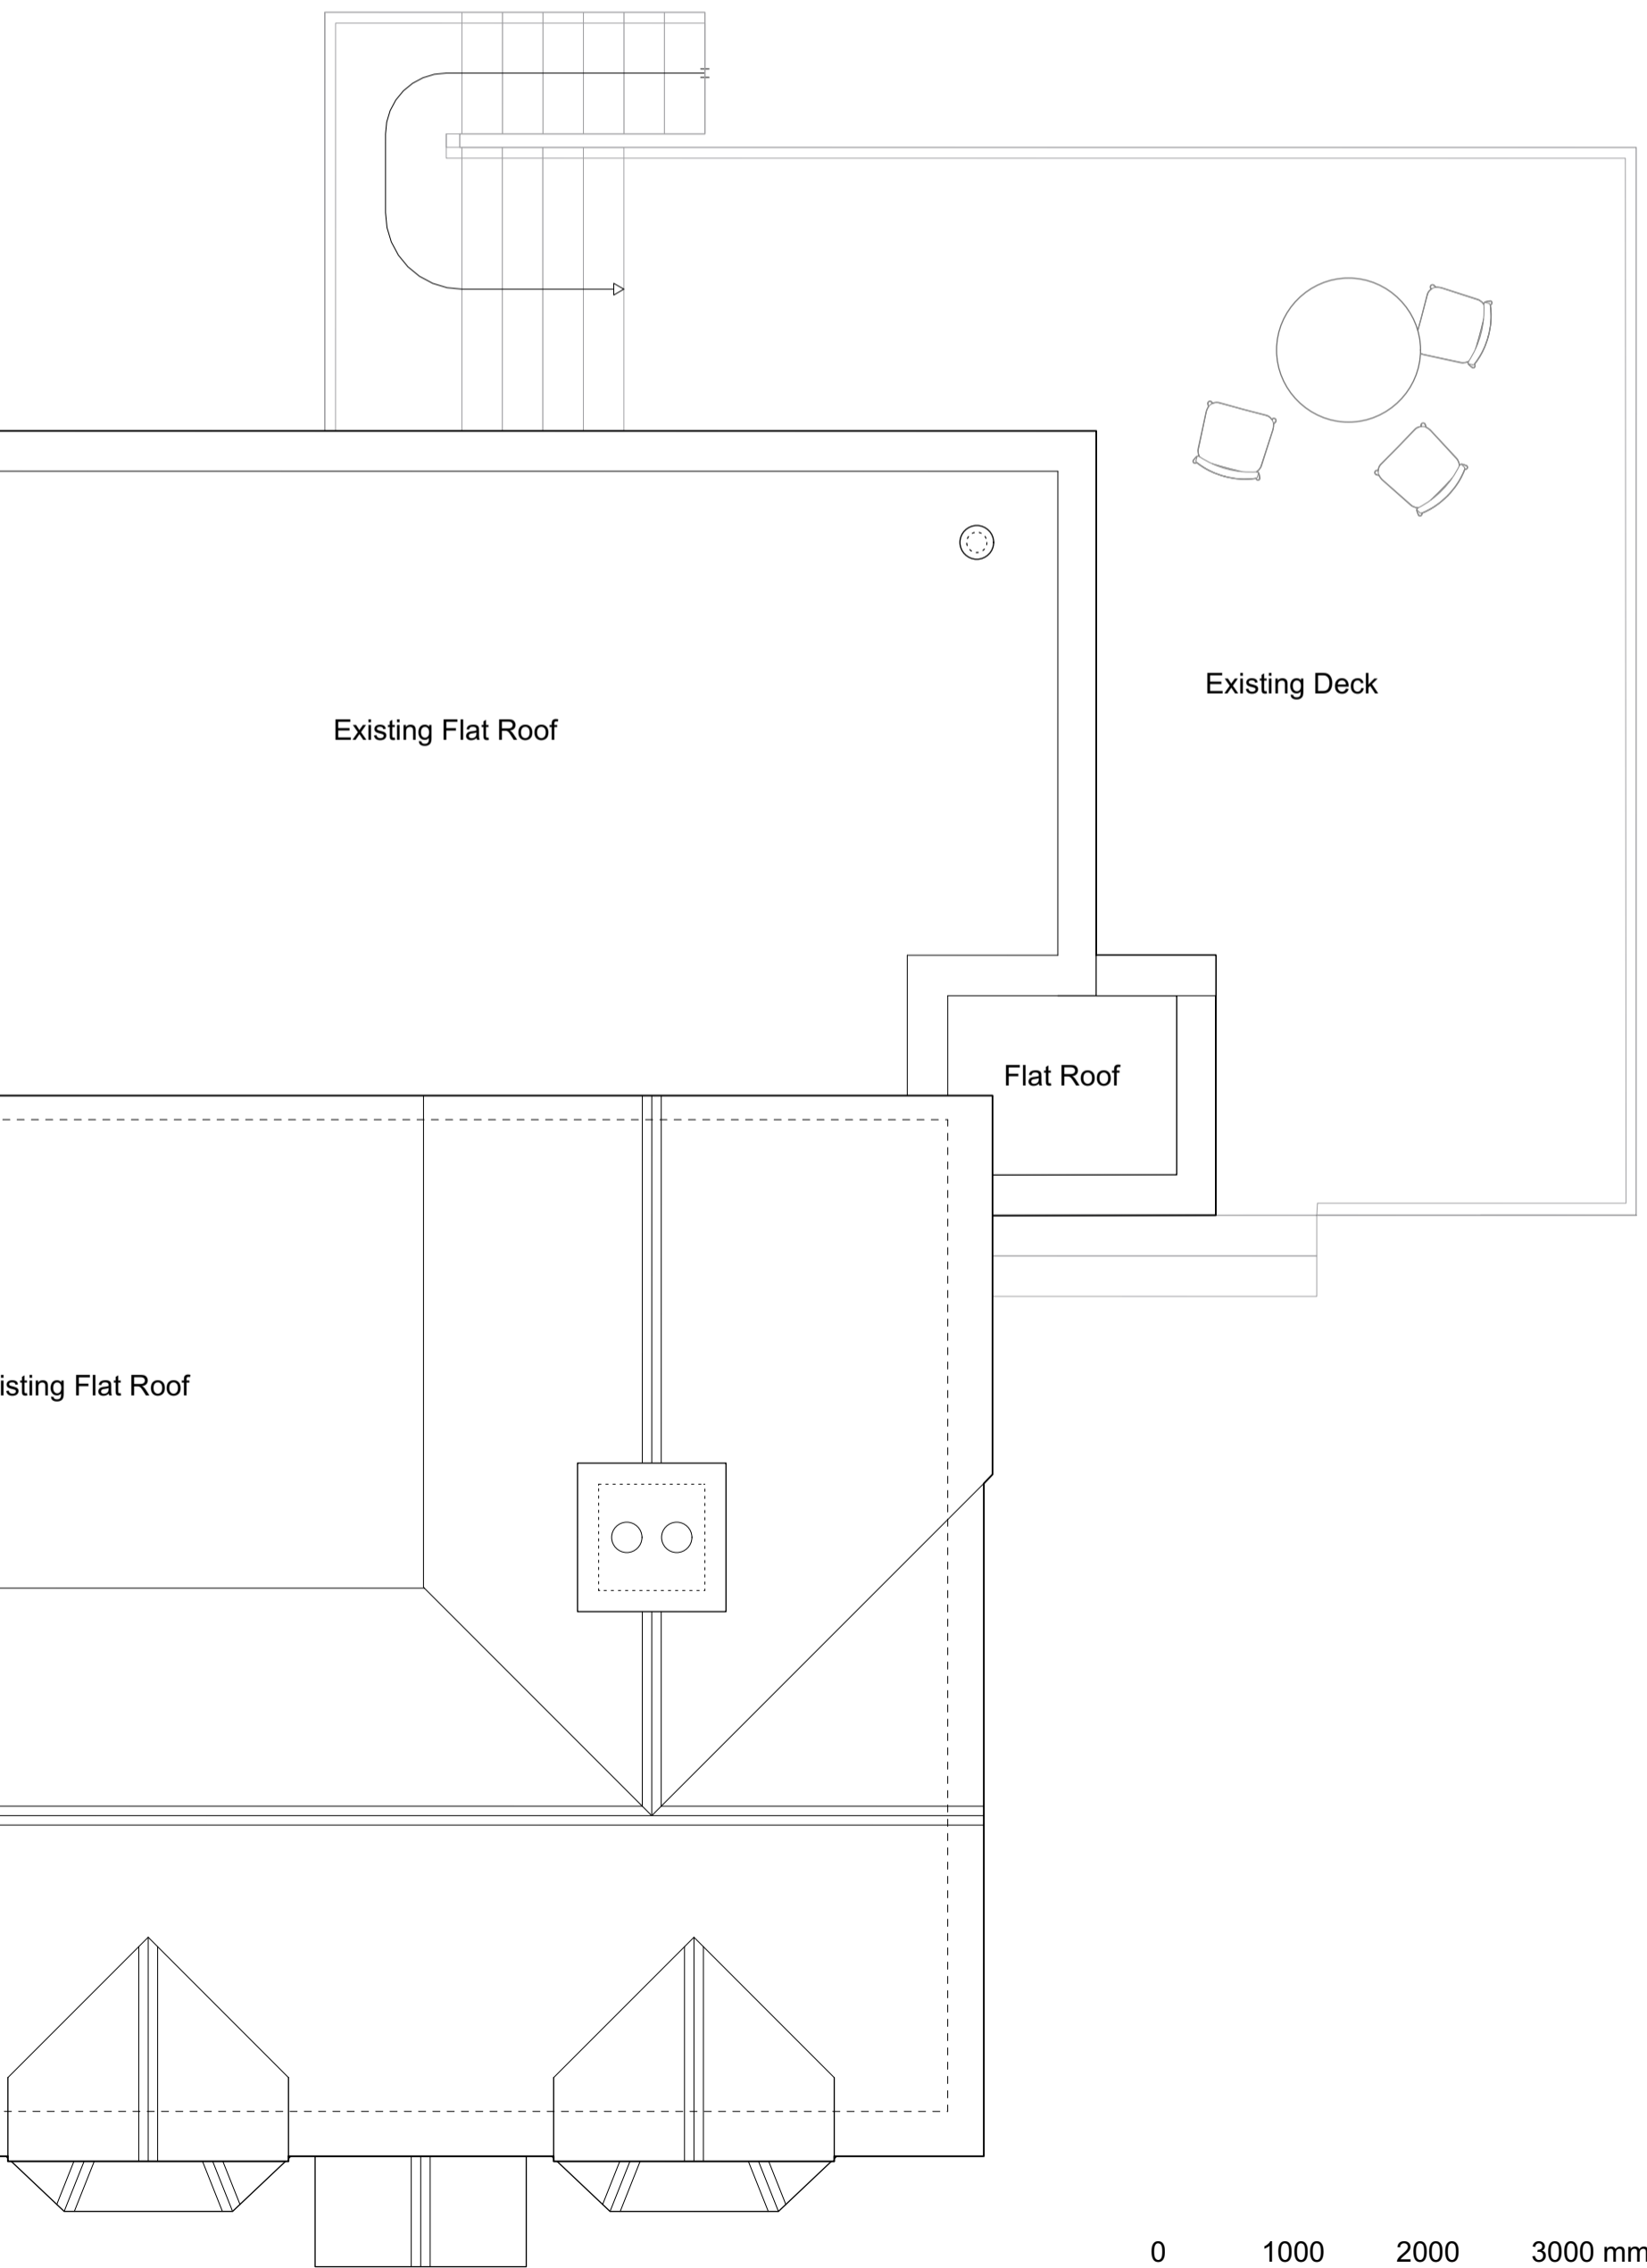 Existing Deck
Existing Flat Roof
Flat Roof
isting Flat Roof
0 1000 2000 3000 mm